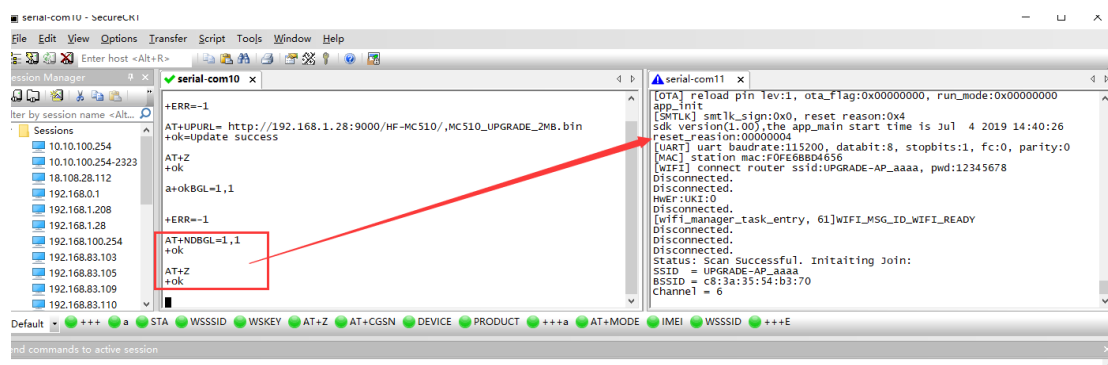 serial-com10 - SecureCRT
File Edit View Options Transfer Script Tools Window Help
Enter host <Alt+R>
Session Manager
serial-com10 x
serial-com11 x
filter by session name <Alt...
Sessions
10.10.100.254
10.10.100.254-2323
18.108.28.112
192.168.0.1
192.168.1.208
192.168.1.28
192.168.100.254
192.168.83.103
192.168.83.105
192.168.83.109
192.168.83.110
+ERR=-1
AT+UPURL= http://192.168.1.28:9000/HF-MC510/,MC510_UPGRADE_2MB.bin
+ok=Update success
AT+Z
+ok
a+okBGL=1,1
+ERR=-1
AT+NDBGL=1,1
+ok
AT+Z
+ok
[OTA] reload pin lev:1, ota_flag:0x00000000, run_mode:0x00000000
app_init
[SMTLK] smtlk_sign:0x0, reset reason:0x4
sdk version(1.00),the app_main start time is Jul  4 2019 14:40:26
reset_reasion:00000004
[UART] uart baudrate:115200, databit:8, stopbits:1, fc:0, parity:0
[MAC] station mac:F0FE6BBD4656
[WIFI] connect router ssid:UPGRADE-AP_aaaa, pwd:12345678
Disconnected.
Disconnected.
HwEr:UKI:0
Disconnected.
[wifi_manager_task_entry, 61]WIFI_MSG_ID_WIFI_READY
Disconnected.
Disconnected.
Disconnected.
Status: Scan Successful. Initaiting Join:
SSID  = UPGRADE-AP_aaaa
BSSID = c8:3a:35:54:b3:70
Channel = 6
Default +++ a STA WSSSID WSKEY AT+Z AT+CGSN DEVICE PRODUCT +++a AT+MODE IMEI WSSSID +++E
send commands to active session